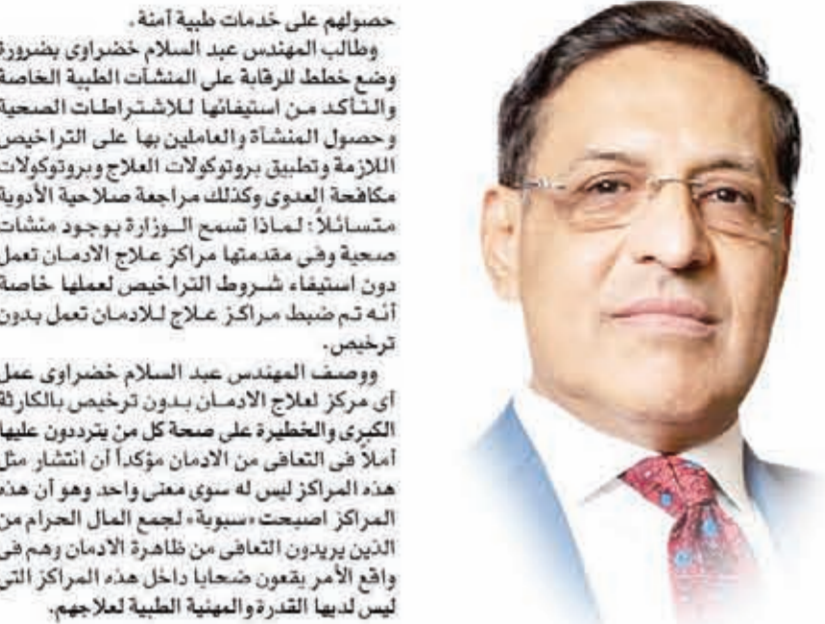 حصولهم على خدمات طبية آمنة.
وطالب المهندس عبد السلام خضراوى بضرورة
وضع خطط للرقابة على المنشآت الطبية الخاصة
والتأكد من استيفائها للاشتراطات الصحية
وحصول المنشأة والعاملين بها على التراخيص
اللازمة وتطبيق بروتوكولات العلاج وبروتوكولات
مكافحة العدوى وكذلك مراجعة صلاحية الأدوية
متسائلاً: لماذا تسمح الوزارة بوجود منشات
صحية وفى مقدمتها مراكز علاج الادمان تعمل
دون استيفاء شروط التراخيص لعملها خاصة
أنه تم ضبط مراكز علاج للادمان تعمل بدون
ترخيص.
ووصف المهندس عبد السلام خضراوى عمل
أى مركز لعلاج الادمان بدون ترخيص بالكارثة
الكبرى والخطيرة على صحة كل من يترددون عليها
أملاً فى التعافى من الادمان مؤكداً أن انتشار مثل
هذه المراكز ليس له سوى معنى واحد وهو أن هذه
المراكز اصبحت «سبوبة» لجمع المال الحرام من
الذين يريدون التعافى من ظاهرة الادمان وهم فى
واقع الأمر يقعون ضحايا داخل هذه المراكز التى
ليس لديها القدرة والمهنية الطبية لعلاجهم.